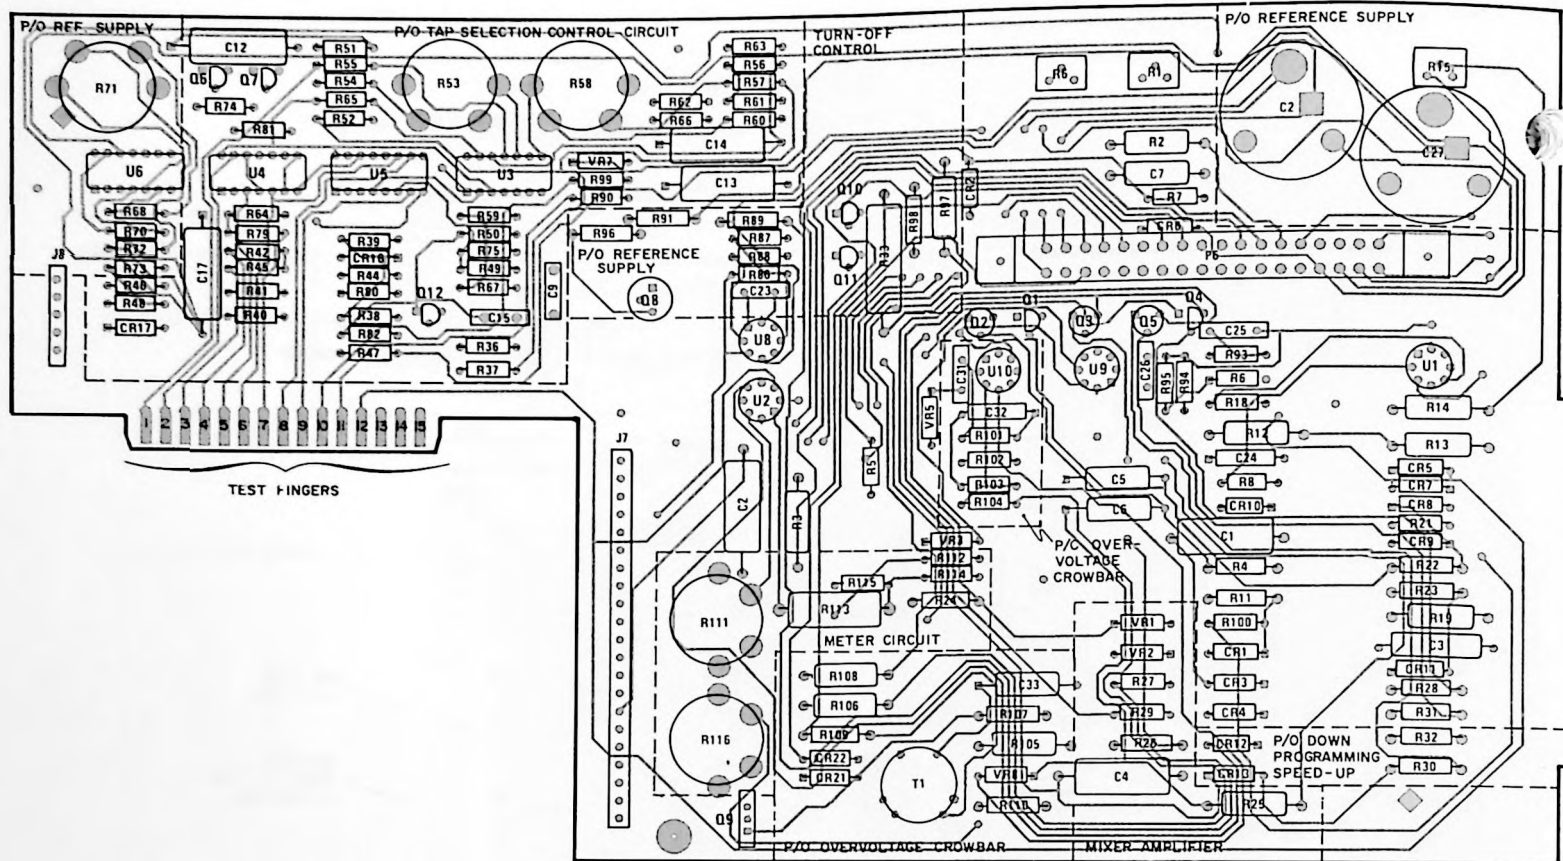 P/O REF. SUPPLY
P/O TAP SELECTION CONTROL CIRCUIT
TURN-OFF
CONTROL
P/O REFERENCE SUPPLY
R71
C12
Q6
Q7
R74
R81
R51
R55
R54
R65
R52
R53
R58
R63
R56
R57
R61
R60
R62
R66
C14
R6
R1
R2
C7
R7
C2
R15
C27
U6
U4
U5
U3
VR7
R99
R90
C13
R91
R96
P/O REFERENCE
SUPPLY
Q8
R89
R87
R88
R86
C23
Q10
Q11
R33
R98
R97
CR2
CR6
P6
J8
R68
R70
R72
R73
R48
CR17
C17
R64
R79
R42
R45
R41
R40
R39
CR18
R44
R80
R38
R82
R47
Q12
R59
R50
R75
R49
R67
C15
R36
R37
C9
U8
U2
Q2
Q1
Q3
Q5
Q4
C25
R93
R6
R18
R12
C24
R8
CR10
C1
R4
R11
R100
CR1
CR3
CR4
CR12
CR13
R25
U10
U9
C31
C32
C26
R95
R94
U1
R14
R13
CR5
CR7
CR8
R21
CR9
R22
R23
R19
C3
CR11
R28
R31
R32
R30
1 2 3 4 5 6 7 8 9 10 11 12 13 14 15
TEST FINGERS
J7
C2
R3
R5
VR5
R101
R102
R103
R104
C5
C6
P/O OVER-
VOLTAGE
CROWBAR
VR3
R112
R114
R24
R115
R113
R111
METER CIRCUIT
R116
R108
R106
R109
CR22
CR21
C33
R107
R105
VR8
R110
T1
VR1
VR2
R27
R29
R26
C4
P/O DOWN
PROGRAMMING
SPEED-UP
Q9
P/O OVERVOLTAGE CROWBAR
MIXER AMPLIFIER